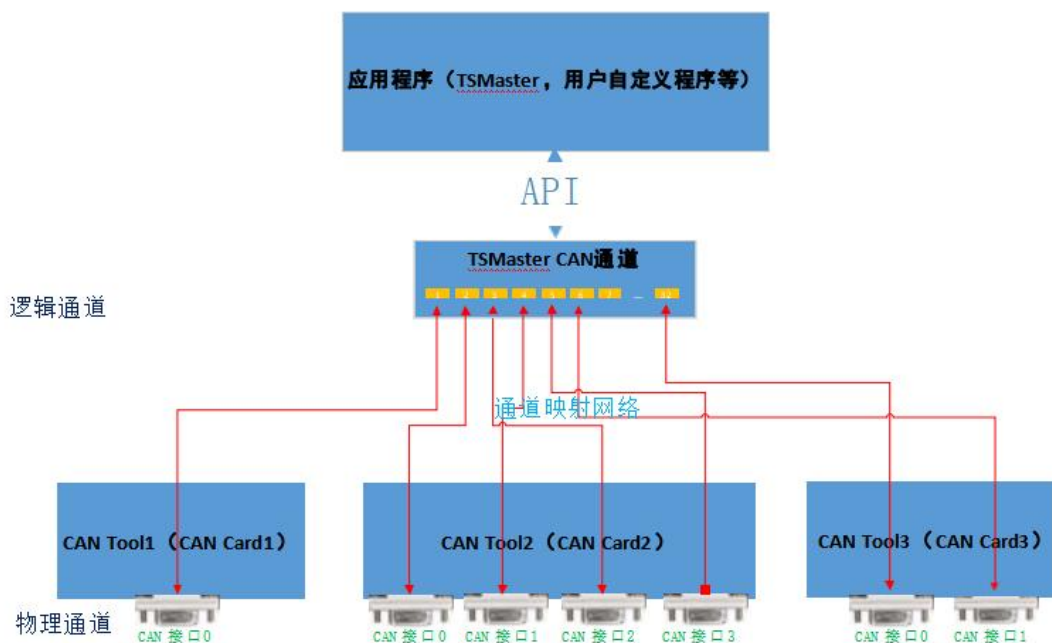 应用程序（TSMaster，用户自定义程序等）
API
TSMaster CAN通道
1 2 3 4 5 6 7 ... 32
逻辑通道
通道映射网络
CAN Tool1（CAN Card1）
CAN Tool2（CAN Card2）
CAN Tool3（CAN Card3）
物理通道
CAN 接口0
CAN 接口0
CAN 接口1
CAN 接口2
CAN 接口3
CAN 接口0
CAN 接口1